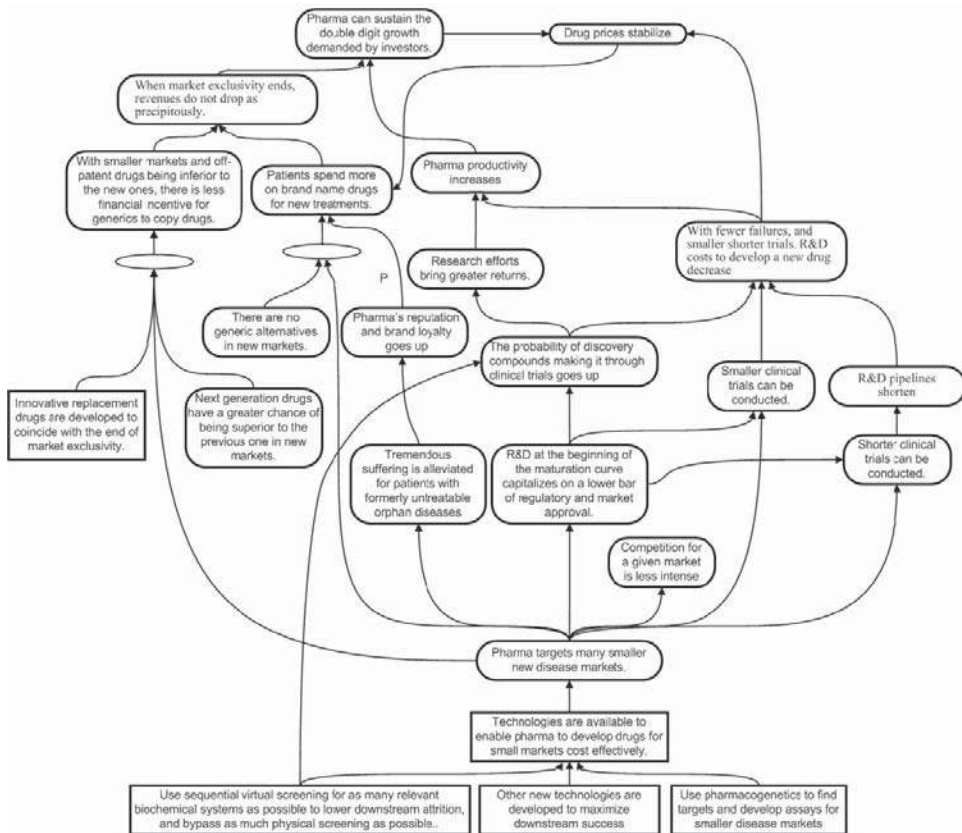 Pharma can sustain the
double digit growth
demanded by investors.
Drug prices stabilize.
When market exclusivity ends,
revenues do not drop as
precipitously.
With smaller markets and off-
patent drugs being inferior to
the new ones, there is less
financial incentive for
generics to copy drugs.
Patients spend more
on brand name drugs
for new treatments.
Pharma productivity
increases
With fewer failures, and
smaller shorter trials. R&D
costs to develop a new drug
decrease
Research efforts
bring greater returns.
P
There are no
generic alternatives
in new markets.
Pharma's reputation
and brand loyalty
goes up
The probability of discovery
compounds making it through
clinical trials goes up
Smaller clinical
trials can be
conducted.
R&D pipelines
shorten
Innovative replacement
drugs are developed to
coincide with the end of
market exclusivity.
Next generation drugs
have a greater chance of
being superior to the
previous one in new
markets.
Tremendous
suffering is alleviated
for patients with
formerly untreatable
orphan diseases
R&D at the beginning of
the maturation curve
capitalizes on a lower bar
of regulatory and market
approval.
Shorter clinical
trials can be
conducted.
Competition for
a given market
is less intense
Pharma targets many smaller
new disease markets.
Technologies are available to
enable pharma to develop drugs for
small markets cost effectively.
Use sequential virtual screening for as many relevant
biochemical systems as possible to lower downstream attrition,
and bypass as much physical screening as possible..
Other new technologies are
developed to maximize
downstream success
Use pharmacogenetics to find
targets and develop assays for
smaller disease markets